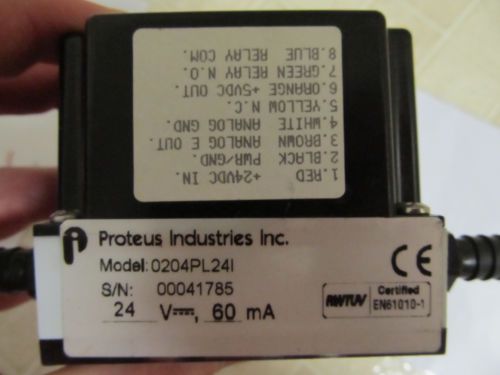 1.RED +24VDC IN.
2.BLACK PWR/GND.
3.BROWN ANALOG E OUT.
4.WHITE ANALOG GND.
5.YELLOW N.C.
6.ORANGE +5VDC OUT.
7.GREEN RELAY N.O.
8.BLUE RELAY COM.
Proteus Industries Inc.
Model: 0204PL24I
S/N: 00041785
24 V⎓, 60 mA
CE
RWTUV Certified
EN61010-1